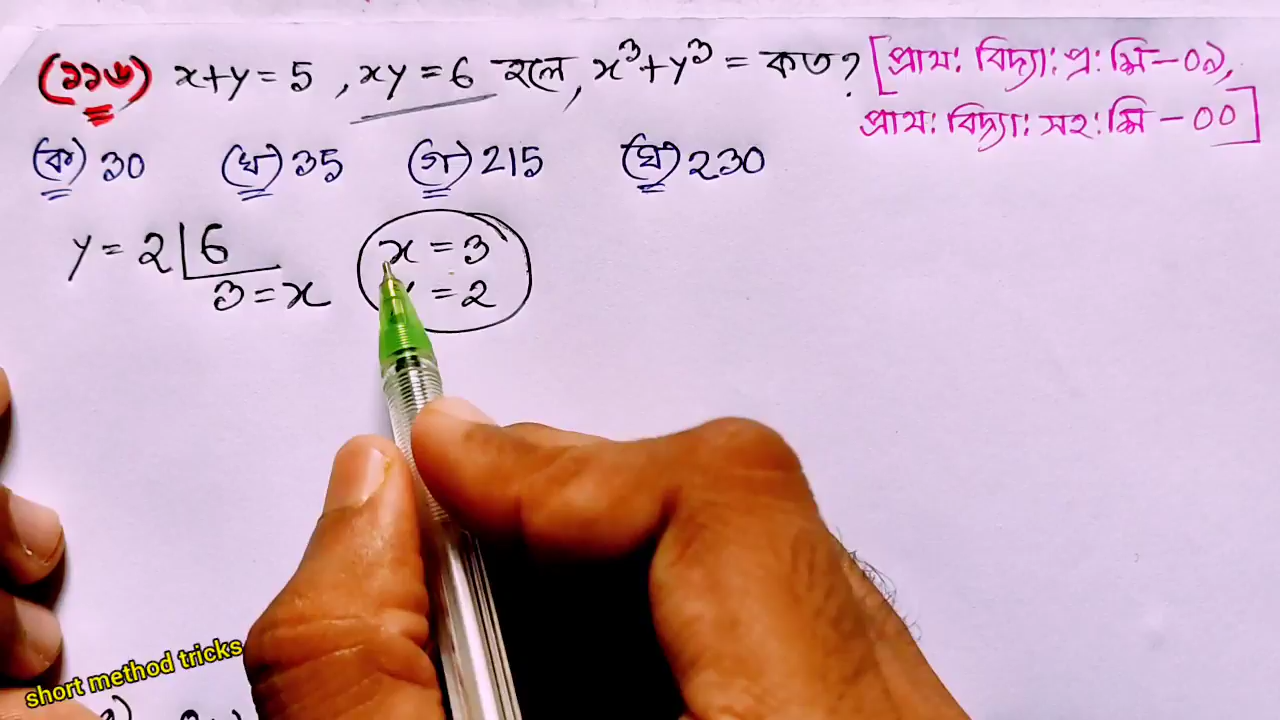 (১১৬) x+y=5, xy=6 হলে, x³+y³ = কত? [প্রাথ: বিদ্যা: প্র: শি-০৯,
প্রাথ: বিদ্যা: সহ: শি-০০]
(ক) 30 (খ) 35 (গ) 215 (ঘ) 230
y = 2 | 6
3 = x
x = 3
= 2
short method tricks